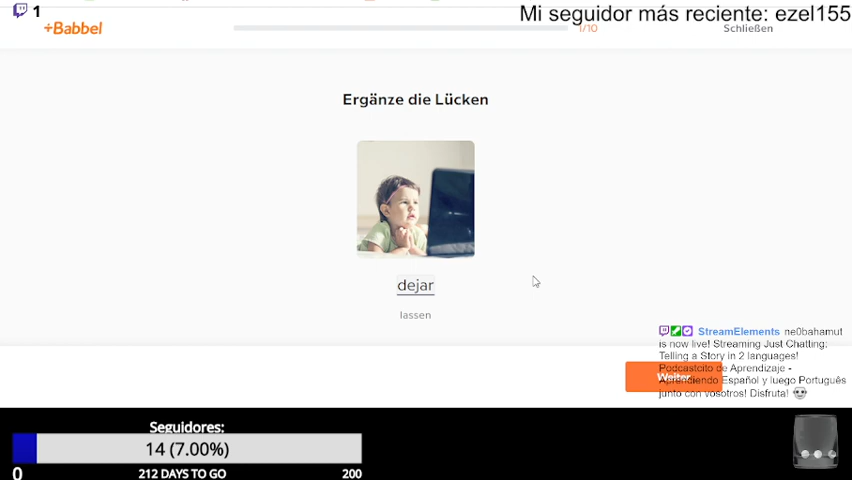 1
Mi seguidor más reciente: ezel155
+Babbel
1/10
Schließen
Ergänze die Lücken
dejar
lassen
Weiter
StreamElements ne0bahamut
is now live! Streaming Just Chatting:
Telling a Story in 2 languages!
Podcastcito de Aprendizaje -
Aprendiendo Español y luego Português
junto con vosotros! Disfruta!
Seguidores:
14 (7.00%)
0
212 DAYS TO GO
200